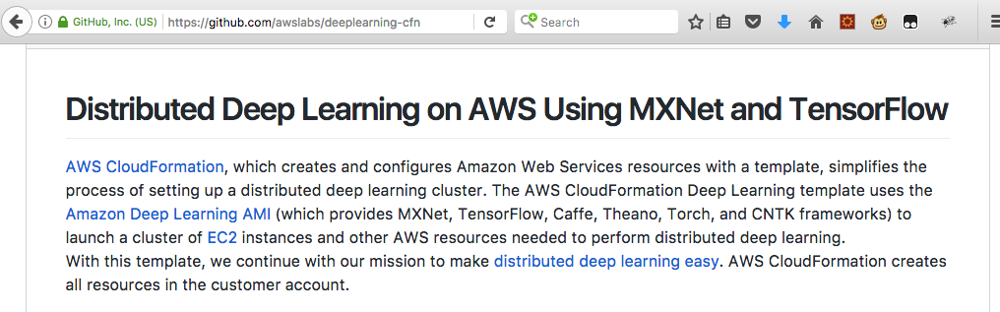 GitHub, Inc. (US) https://github.com/awslabs/deeplearning-cfn Search
Distributed Deep Learning on AWS Using MXNet and TensorFlow
AWS CloudFormation, which creates and configures Amazon Web Services resources with a template, simplifies the
process of setting up a distributed deep learning cluster. The AWS CloudFormation Deep Learning template uses the
Amazon Deep Learning AMI (which provides MXNet, TensorFlow, Caffe, Theano, Torch, and CNTK frameworks) to
launch a cluster of EC2 instances and other AWS resources needed to perform distributed deep learning.
With this template, we continue with our mission to make distributed deep learning easy. AWS CloudFormation creates
all resources in the customer account.